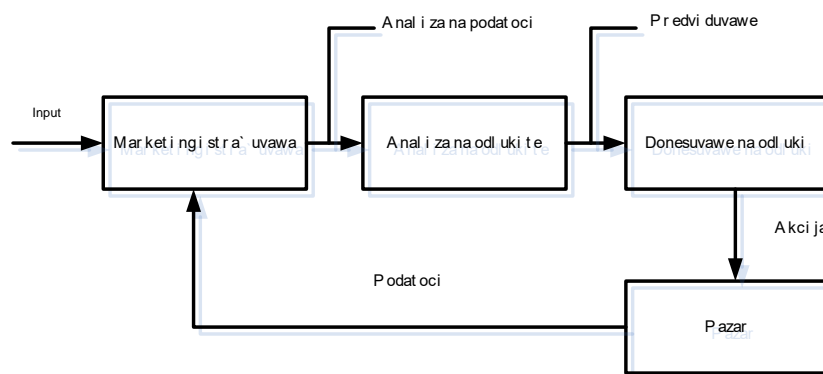 Analiza na podatoci
Predviduvawe
Input
Marketing istra`uvawa
Analiza na odlukite
Donesuvawe na odluki
Akcija
Podatoci
Pazar